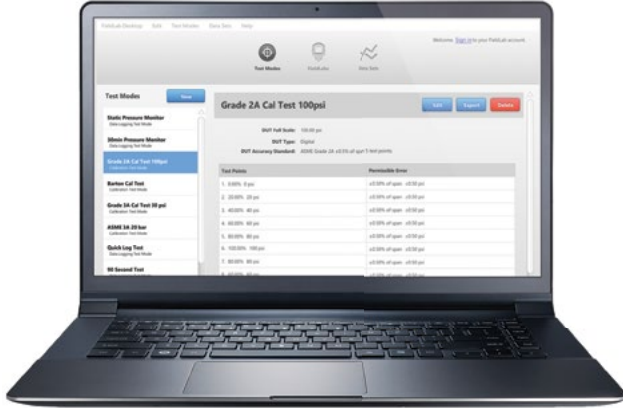 FieldLab Desktop Edit Test Modes Data Sets Help
Welcome. Sign in to your FieldLab account.
Test Modes FieldLabs Data Sets
Test Modes
New
Static Pressure Monitor
Data Logging Test Mode
30min Pressure Monitor
Data Logging Test Mode
Grade 2A Cal Test 100psi
Calibration Test Mode
Barton Cal Test
Calibration Test Mode
Grade 3A Cal Test 30 psi
Calibration Test Mode
ASME 3A 20 bar
Calibration Test Mode
Quick Log Test
Data Logging Test Mode
90 Second Test
Grade 2A Cal Test 100psi
Edit Export Delete
DUT Full Scale: 100.00 psi
DUT Type: Digital
DUT Accuracy Standard: ASME Grade 2A ±0.5% of span 5 test points
Test Points Permissible Error
1. 0.00% 0 psi ±0.50% of span ±0.50 psi
2. 20.00% 20 psi ±0.50% of span ±0.50 psi
3. 40.00% 40 psi ±0.50% of span ±0.50 psi
4. 60.00% 60 psi ±0.50% of span ±0.50 psi
5. 80.00% 80 psi ±0.50% of span ±0.50 psi
6. 100.00% 100 psi ±0.50% of span ±0.50 psi
7. 80.00% 80 psi ±0.50% of span ±0.50 psi